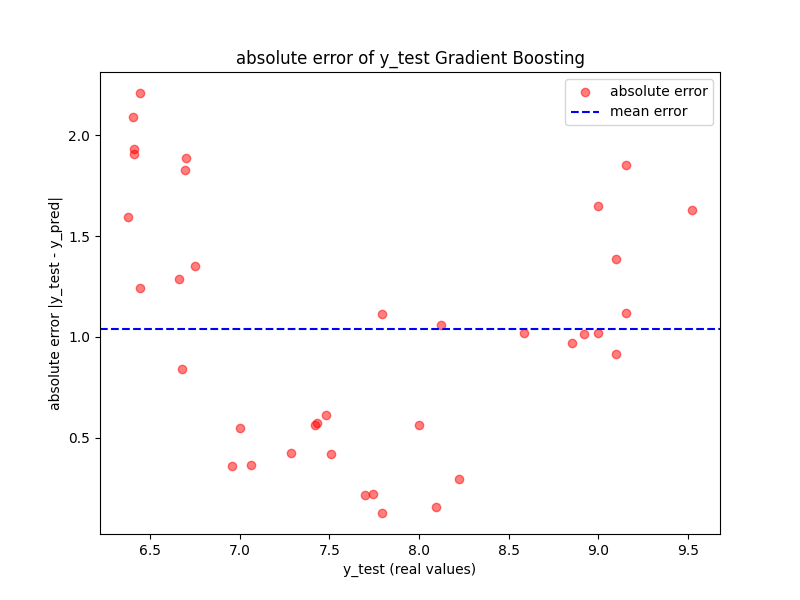 absolute error of y_test Gradient Boosting
absolute error
mean error
absolute error |y_test - y_pred|
2.0
1.5
1.0
0.5
6.5 7.0 7.5 8.0 8.5 9.0 9.5
y_test (real values)